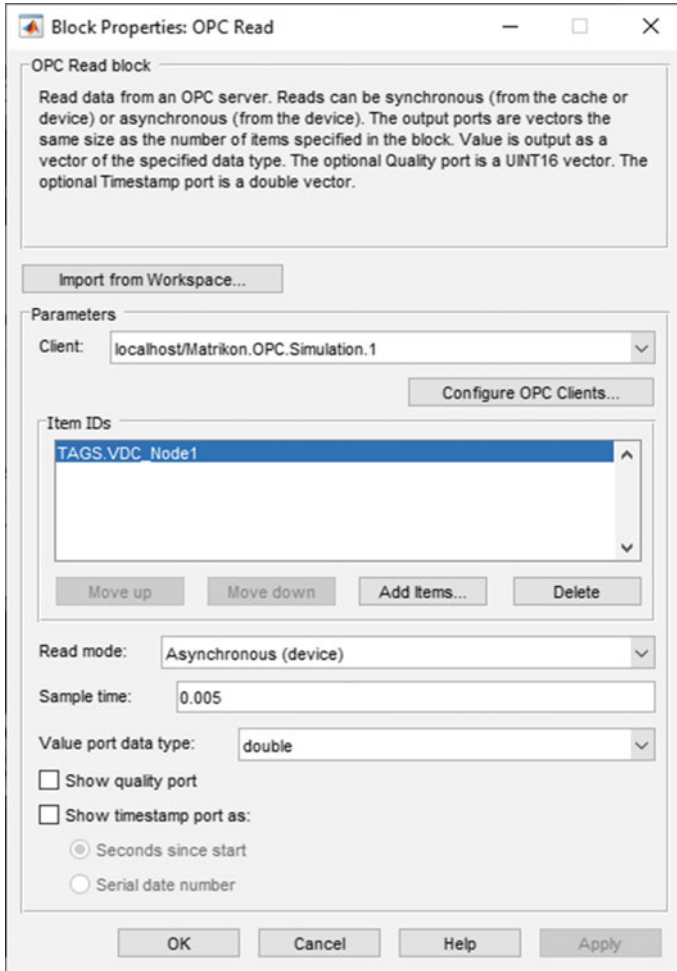 Block Properties: OPC Read
OPC Read block
Read data from an OPC server. Reads can be synchronous (from the cache or
device) or asynchronous (from the device). The output ports are vectors the
same size as the number of items specified in the block. Value is output as a
vector of the specified data type. The optional Quality port is a UINT16 vector. The
optional Timestamp port is a double vector.
Import from Workspace...
Parameters
Client: localhost/Matrikon.OPC.Simulation.1
Configure OPC Clients...
Item IDs
TAGS.VDC_Node1
Move up Move down Add Items... Delete
Read mode: Asynchronous (device)
Sample time: 0.005
Value port data type: double
Show quality port
Show timestamp port as:
Seconds since start
Serial date number
OK Cancel Help Apply